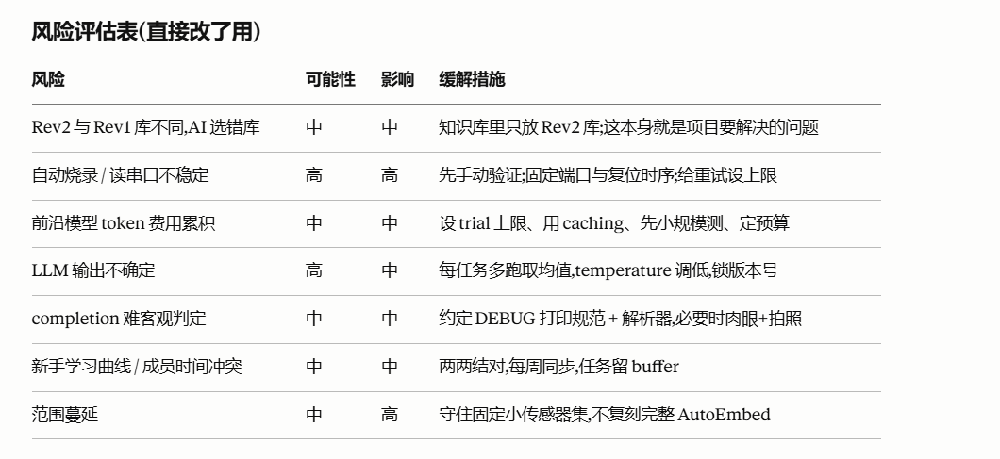 风险评估表(直接改了用)
风险 可能性 影响 缓解措施
Rev2 与 Rev1 库不同,AI 选错库 中 中 知识库里只放 Rev2 库;这本身就是项目要解决的问题
自动烧录 / 读串口不稳定 高 高 先手动验证;固定端口与复位时序;给重试设上限
前沿模型 token 费用累积 中 中 设 trial 上限、用 caching、先小规模测、定预算
LLM 输出不确定 高 中 每任务多跑取均值,temperature 调低,锁版本号
completion 难客观判定 中 中 约定 DEBUG 打印规范 + 解析器,必要时肉眼+拍照
新手学习曲线 / 成员时间冲突 中 中 两两结对,每周同步,任务留 buffer
范围蔓延 中 高 守住固定小传感器集,不复刻完整 AutoEmbed